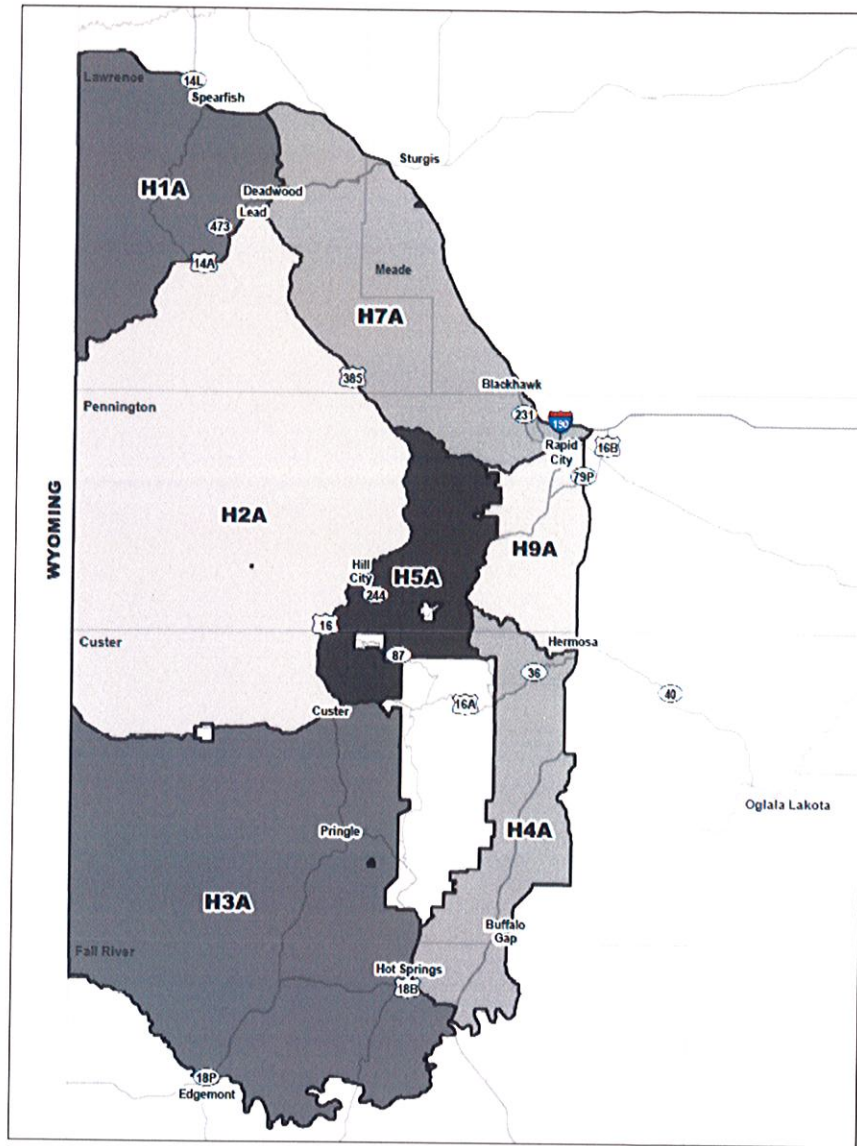 Lawrence
14L
Spearfish
Sturgis
H1A
Deadwood
Lead
473
14A
Meade
H7A
385
Blackhawk
231
190
Rapid
City
16B
79P
Pennington
WYOMING
H2A
H9A
Hill
City
H5A
244
16
Custer
87
Hermosa
36
40
16A
Custer
Oglala Lakota
Pringle
H4A
H3A
Buffalo
Gap
Fall River
Hot Springs
18B
18P
Edgemont